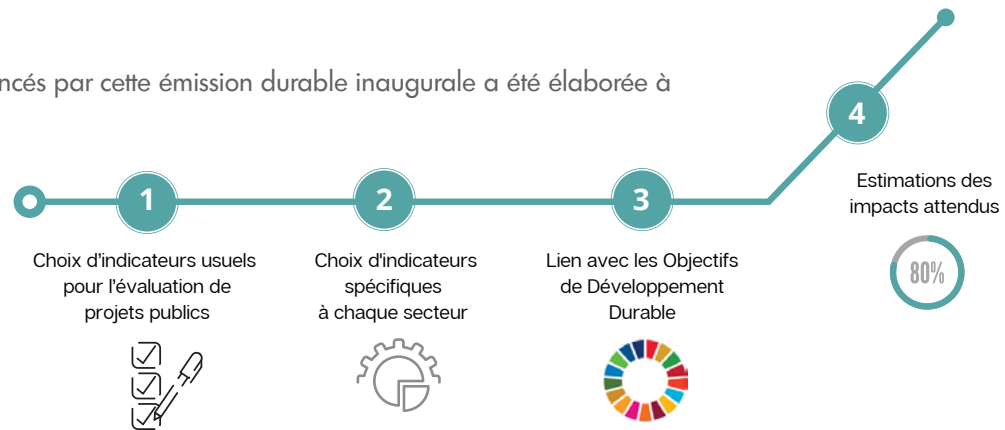 ncés par cette émission durable inaugurale a été élaborée à
1
Choix d'indicateurs usuels
pour l'évaluation de
projets publics
2
Choix d'indicateurs
spécifiques
à chaque secteur
3
Lien avec les Objectifs
de Développement
Durable
4
Estimations des
impacts attendus
80%